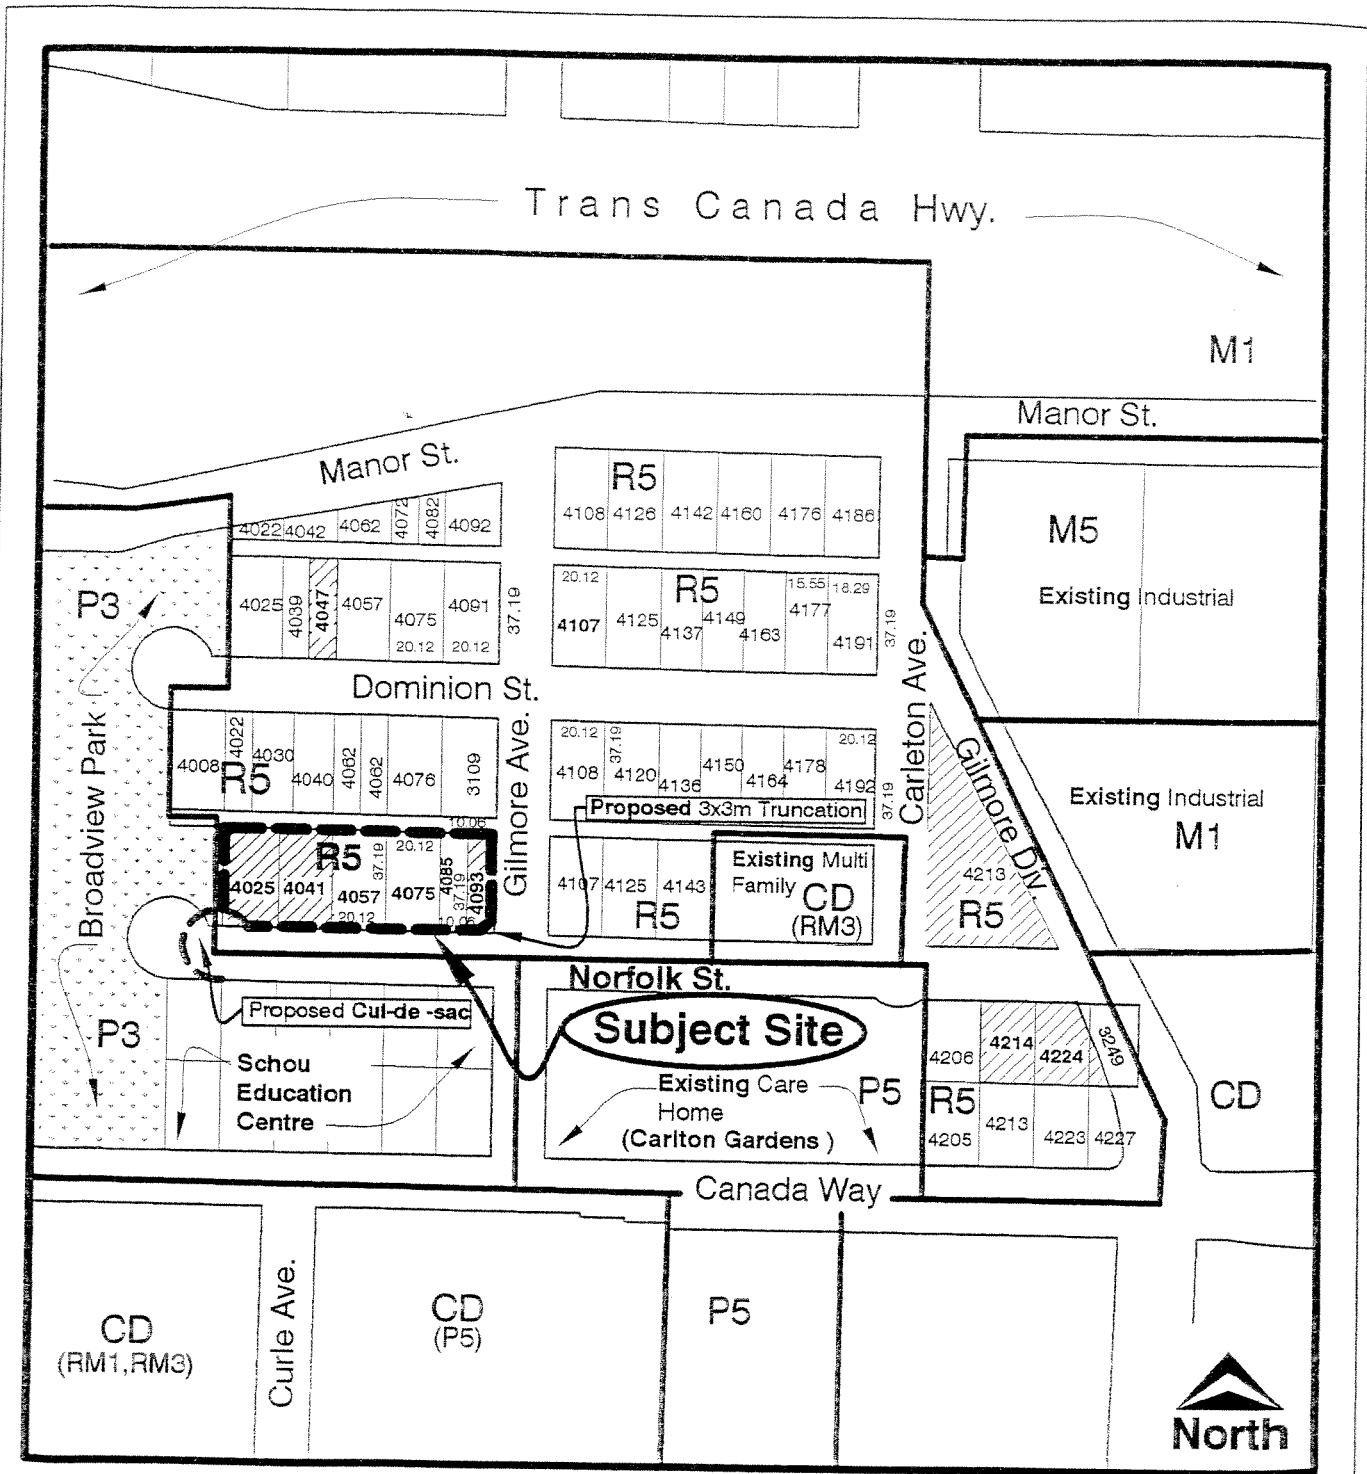 Trans Canada Hwy.
M1
Manor St.
Manor St.
R5
4108 4126 4142 4160 4176 4186
4022 4042 4062 4072 4082 4092
M5
Existing Industrial
P3
4025 4039 4047 4057 4075 4091
20.12 20.12
37.19
20.12 R5 15.55 18.29
4107 4125 4137 4149 4163 4177 4191
37.19
Dominion St.
Carleton Ave.
Gilmore Ave.
Gilmore Div.
Broadview Park
4008 4022 4030 4040 4062 4062 4076 3109
R5
20.12 37.19 20.12
4108 4120 4136 4150 4164 4178 4192
37.19
Existing Industrial
M1
Proposed 3x3m Truncation
10.06
R5
37.19 20.12
4025 4041 4057 4075 4085 4093
20.12 37.19 10.06
4107 4125 4143
R5
Existing Multi
Family CD
(RM3)
4213
R5
Norfolk St.
Proposed Cul-de -sac
Subject Site
P3
Schou
Education
Centre
Existing Care
Home
(Carlton Gardens )
P5
4206 4214 4224 3249
R5
4205 4213 4223 4227
CD
Canada Way
CD
(RM1,RM3)
Curle Ave.
CD
(P5)
P5
North